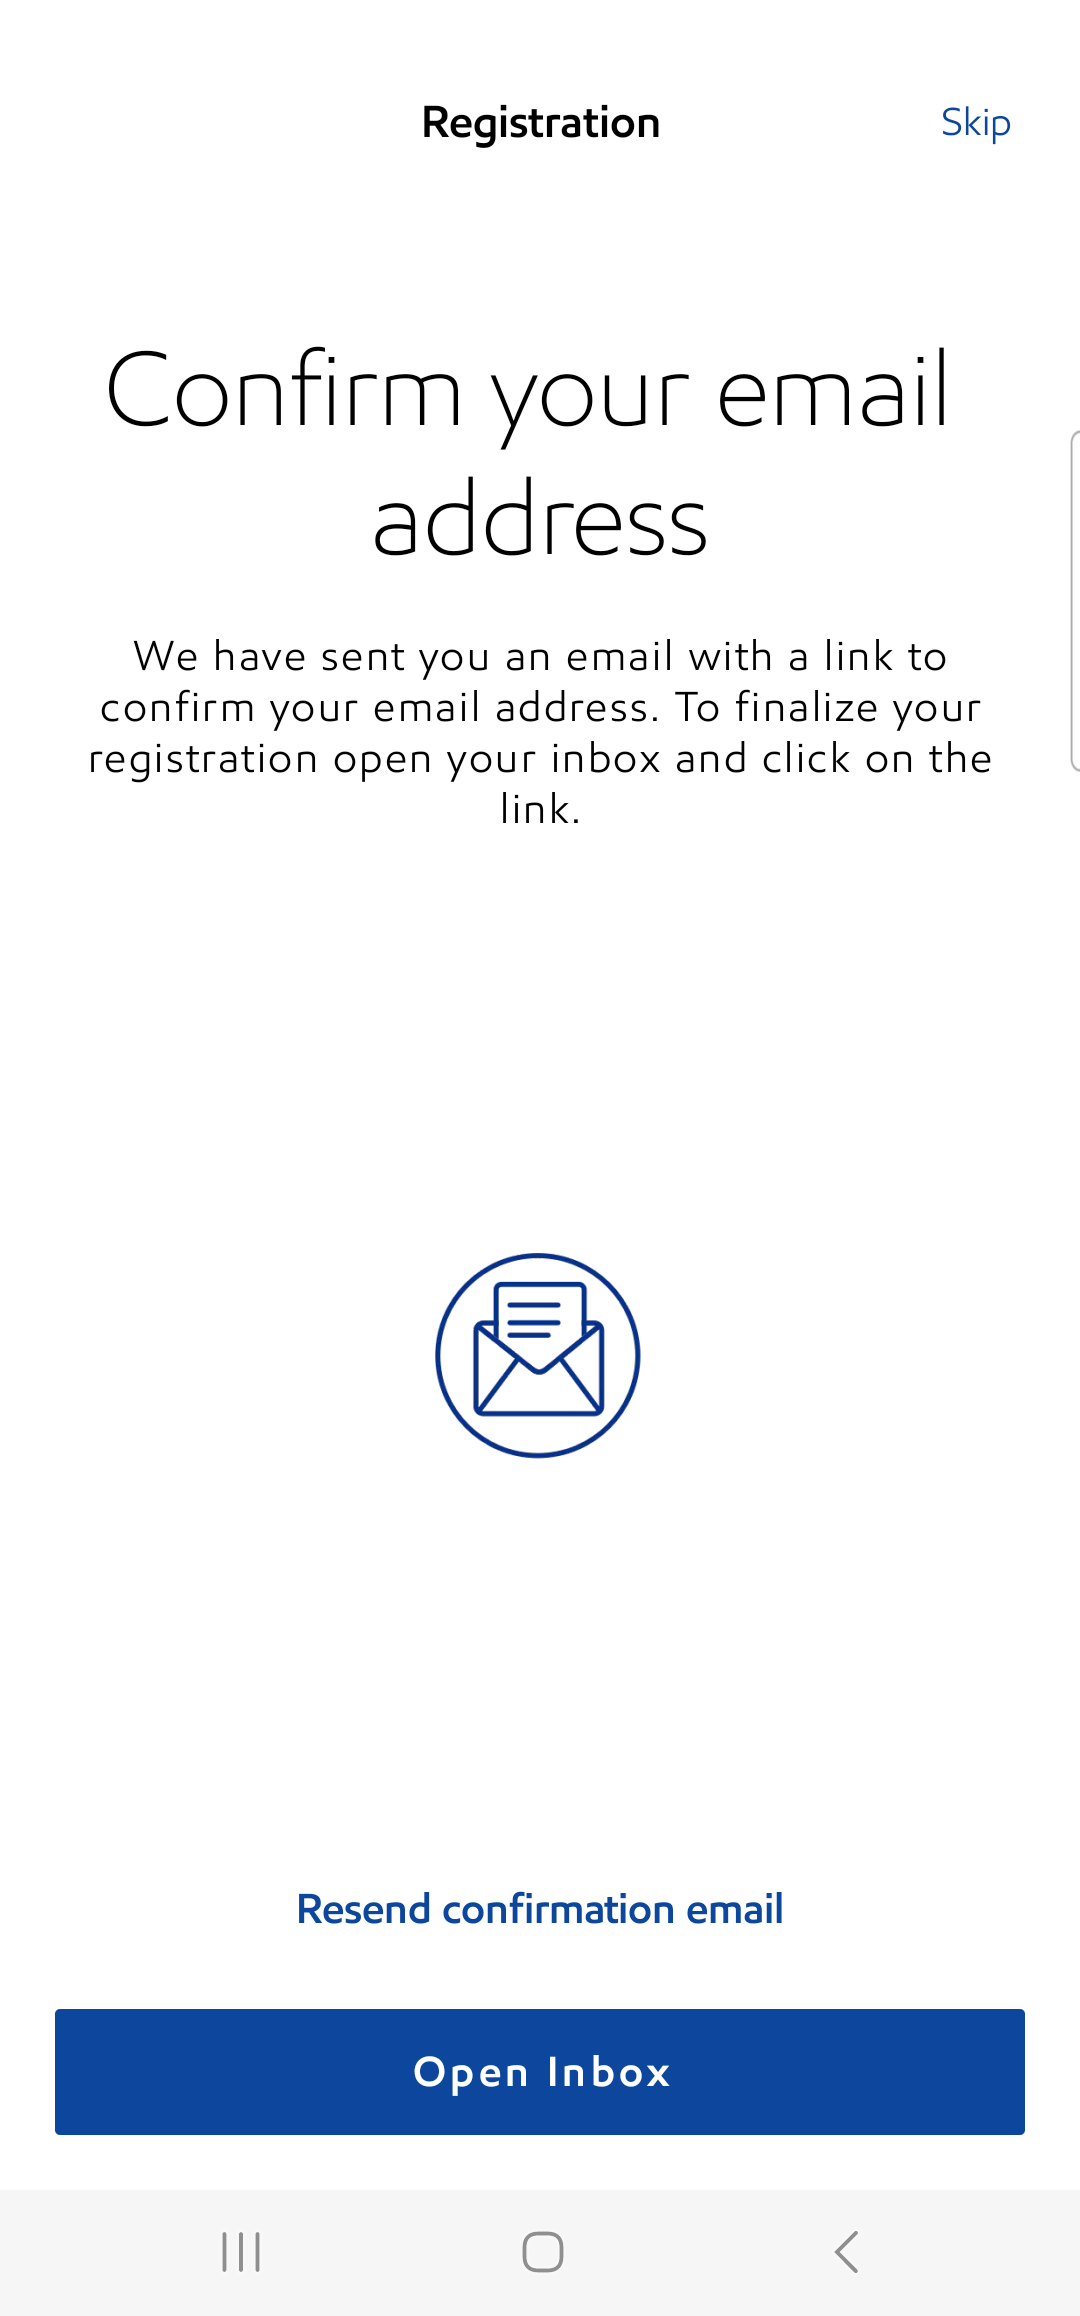 Registration
Skip
Confirm your email
address
We have sent you an email with a link to
confirm your email address. To finalize your
registration open your inbox and click on the
link.
Resend confirmation email
Open Inbox